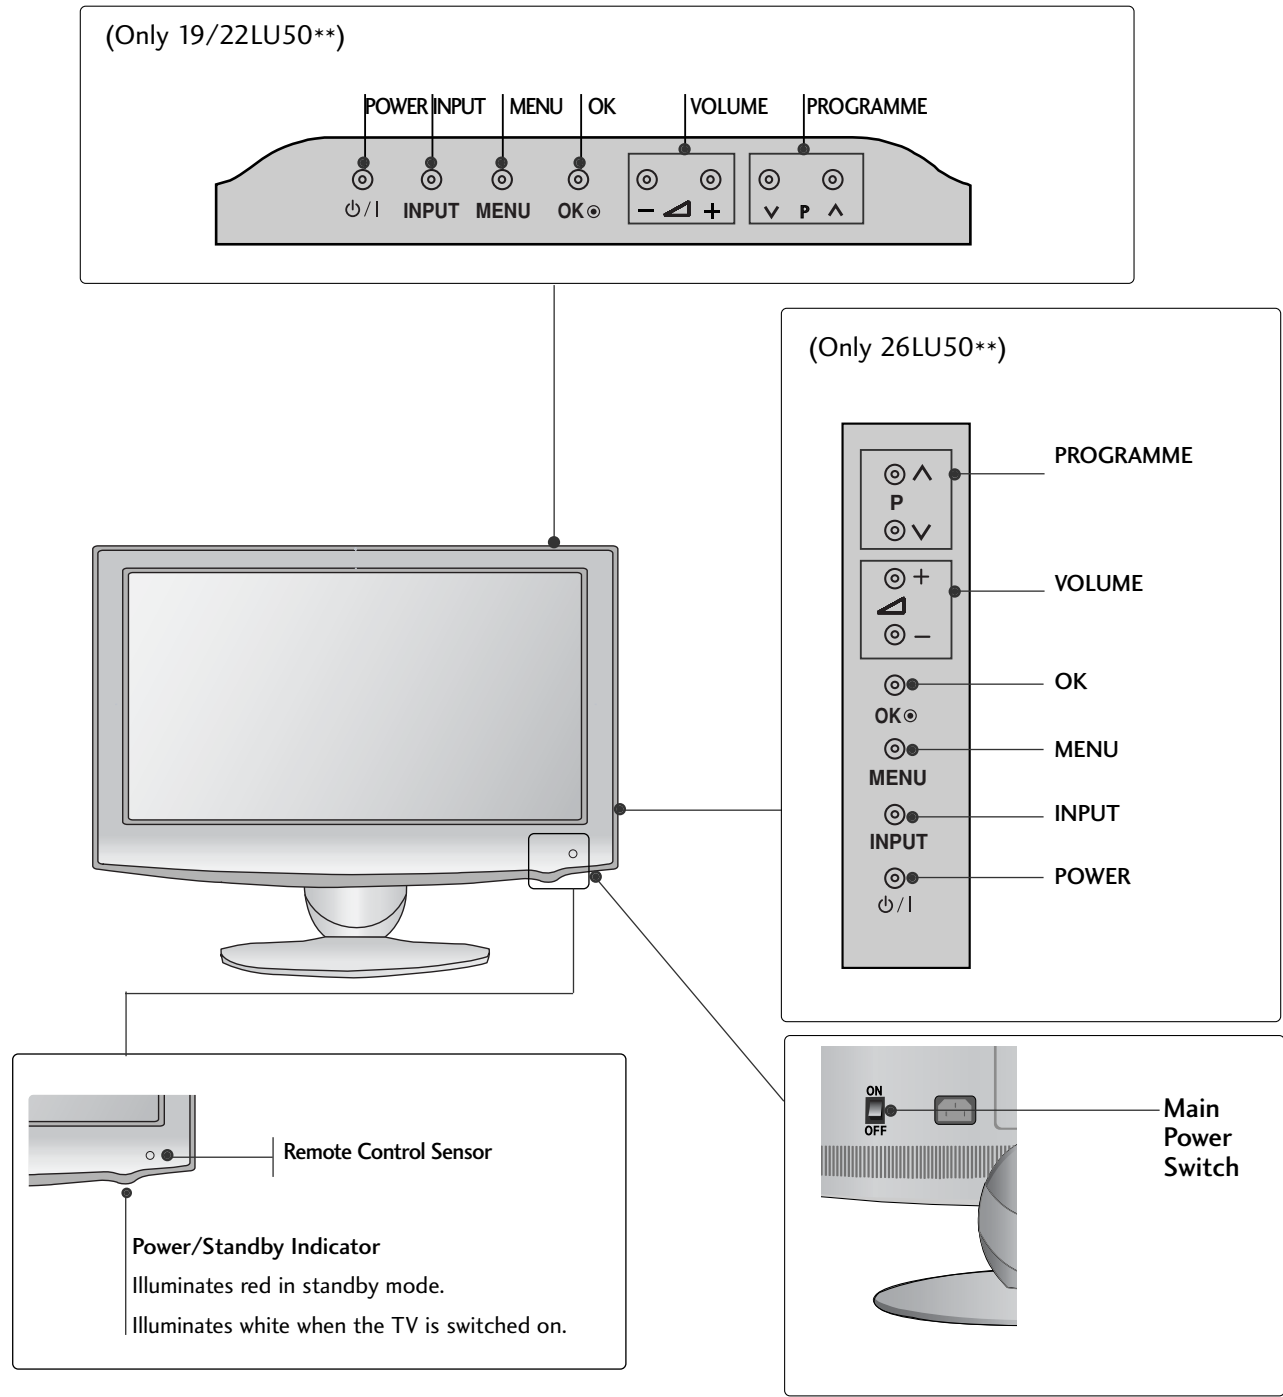 (Only 19/22LU50**)
POWER INPUT MENU OK VOLUME PROGRAMME
⏻/I INPUT MENU OK◉ − + ∨ P ∧
(Only 26LU50**)
PROGRAMME
∧
P
∨
VOLUME
+
−
OK
OK◉
MENU
MENU
INPUT
INPUT
POWER
⏻/I
Remote Control Sensor
Power/Standby Indicator
Illuminates red in standby mode.
Illuminates white when the TV is switched on.
ON
OFF
Main
Power
Switch